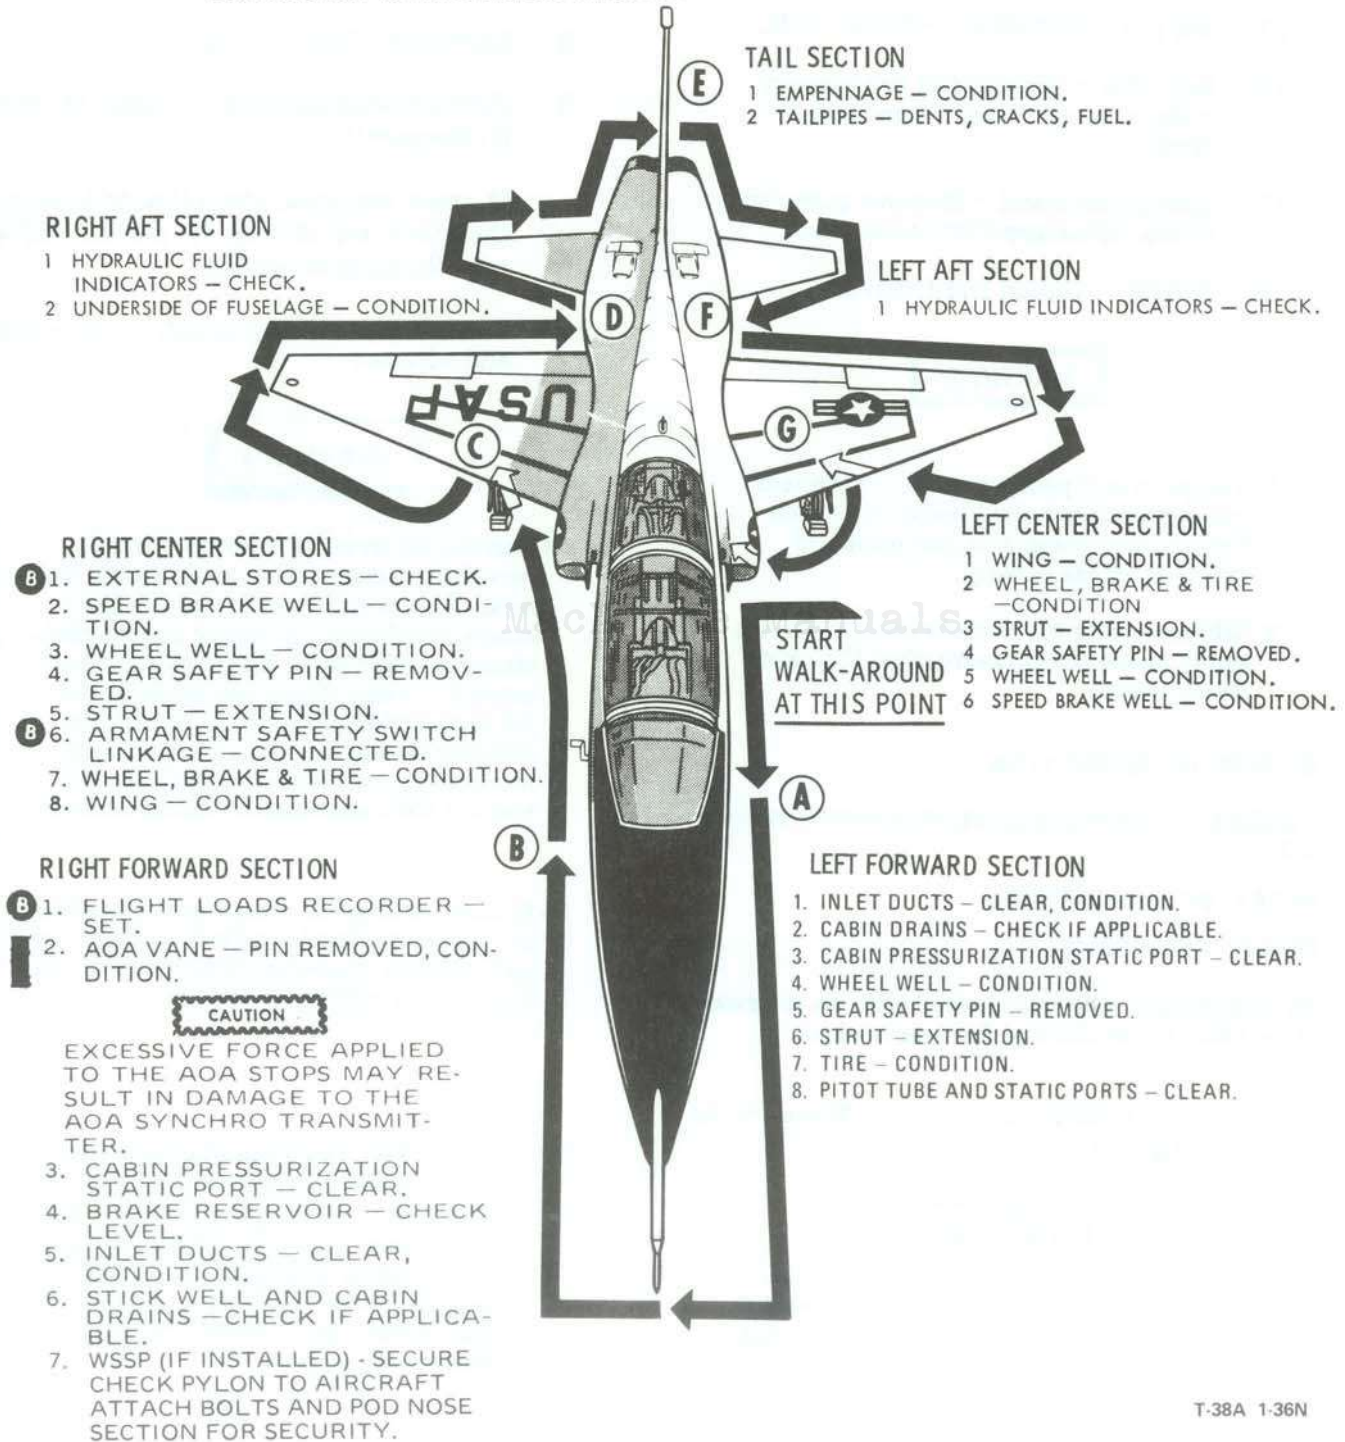 E
TAIL SECTION
1 EMPENNAGE — CONDITION.
2 TAILPIPES — DENTS, CRACKS, FUEL.
RIGHT AFT SECTION
1 HYDRAULIC FLUID
INDICATORS — CHECK.
2 UNDERSIDE OF FUSELAGE — CONDITION.
LEFT AFT SECTION
1 HYDRAULIC FLUID INDICATORS — CHECK.
D
F
USAF
C
G
RIGHT CENTER SECTION
B 1. EXTERNAL STORES — CHECK.
2. SPEED BRAKE WELL — CONDI-
TION.
3. WHEEL WELL — CONDITION.
4. GEAR SAFETY PIN — REMOV-
ED.
5. STRUT — EXTENSION.
B 6. ARMAMENT SAFETY SWITCH
LINKAGE — CONNECTED.
7. WHEEL, BRAKE & TIRE — CONDITION.
8. WING — CONDITION.
LEFT CENTER SECTION
1 WING — CONDITION.
2 WHEEL, BRAKE & TIRE
—CONDITION
3 STRUT — EXTENSION.
4 GEAR SAFETY PIN — REMOVED.
5 WHEEL WELL — CONDITION.
6 SPEED BRAKE WELL — CONDITION.
START
WALK-AROUND
AT THIS POINT
A
B
RIGHT FORWARD SECTION
B 1. FLIGHT LOADS RECORDER —
SET.
2. AOA VANE — PIN REMOVED, CON-
DITION.
CAUTION
EXCESSIVE FORCE APPLIED
TO THE AOA STOPS MAY RE-
SULT IN DAMAGE TO THE
AOA SYNCHRO TRANSMIT-
TER.
3. CABIN PRESSURIZATION
STATIC PORT — CLEAR.
4. BRAKE RESERVOIR — CHECK
LEVEL.
5. INLET DUCTS — CLEAR,
CONDITION.
6. STICK WELL AND CABIN
DRAINS —CHECK IF APPLICA-
BLE.
7. WSSP (IF INSTALLED) - SECURE
CHECK PYLON TO AIRCRAFT
ATTACH BOLTS AND POD NOSE
SECTION FOR SECURITY.
LEFT FORWARD SECTION
1. INLET DUCTS – CLEAR, CONDITION.
2. CABIN DRAINS – CHECK IF APPLICABLE.
3. CABIN PRESSURIZATION STATIC PORT – CLEAR.
4. WHEEL WELL – CONDITION.
5. GEAR SAFETY PIN – REMOVED.
6. STRUT – EXTENSION.
7. TIRE – CONDITION.
8. PITOT TUBE AND STATIC PORTS – CLEAR.
T-38A 1-36N